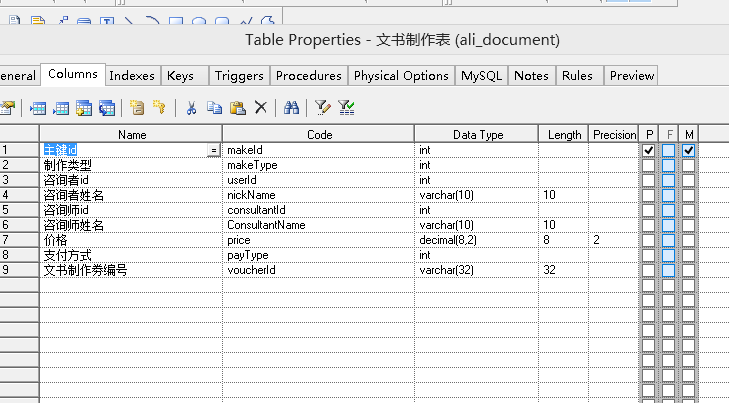 Table Properties - 文书制作表 (ali_document)
General Columns Indexes Keys Triggers Procedures Physical Options MySQL Notes Rules Preview
Name Code Data Type Length Precision P F M
1 主键id = makeId int
2 制作类型 makeType int
3 咨询者id userId int
4 咨询者姓名 nickName varchar(10) 10
5 咨询师id consultantId int
6 咨询师姓名 ConsultantName varchar(10) 10
7 价格 price decimal(8,2) 8 2
8 支付方式 payType int
9 文书制作劵编号 voucherId varchar(32) 32